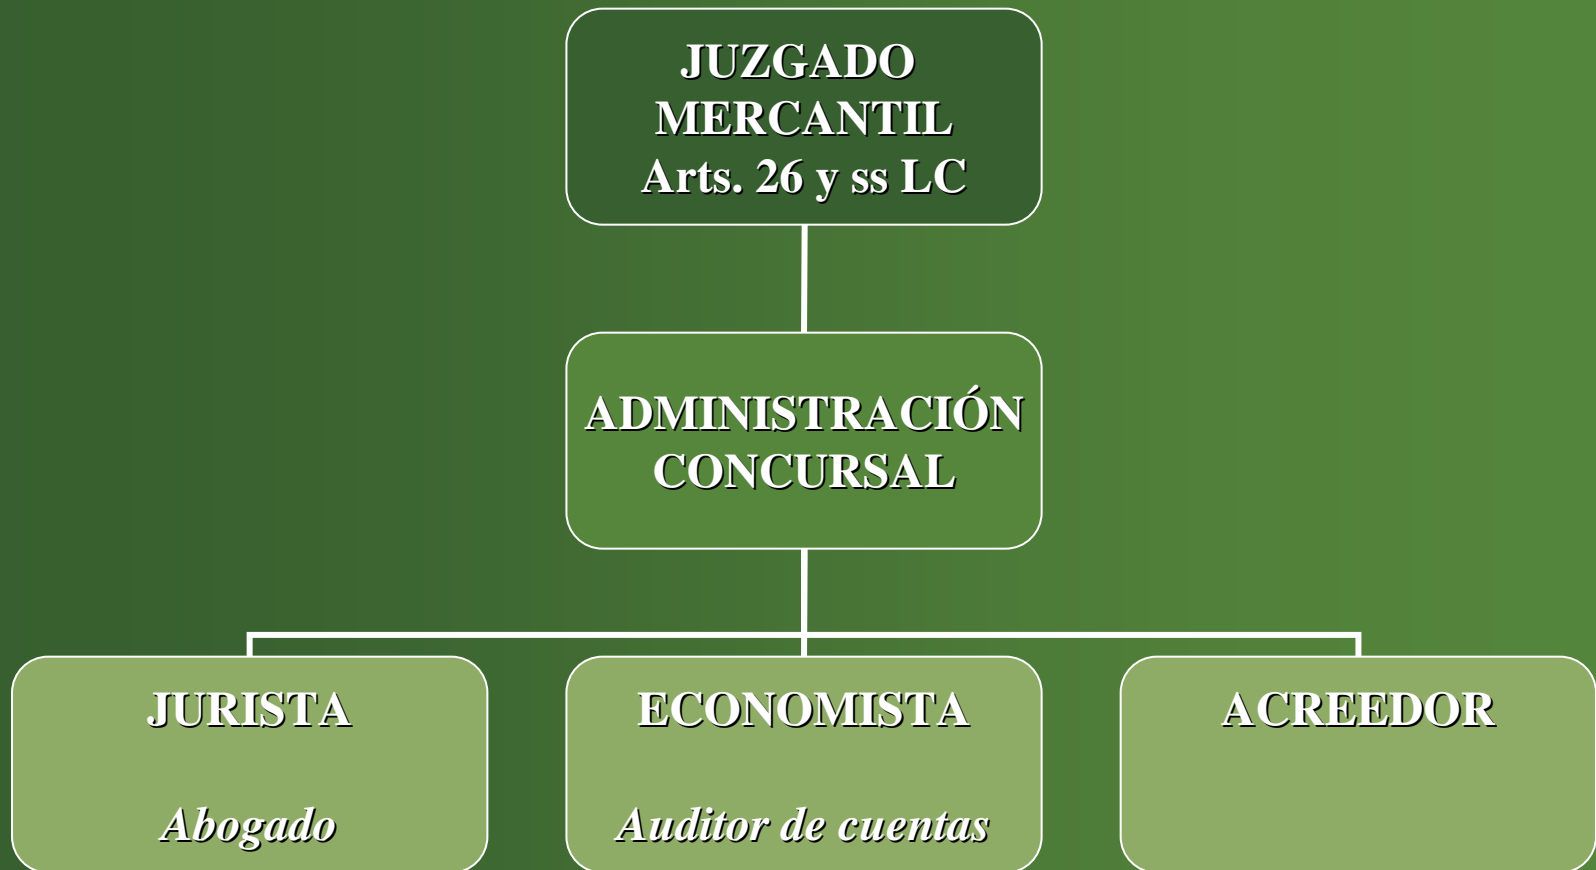 JUZGADO
MERCANTIL
Arts. 26 y ss LC
ADMINISTRACIÓN
CONCURSAL
JURISTA
Abogado
ECONOMISTA
Auditor de cuentas
ACREEDOR